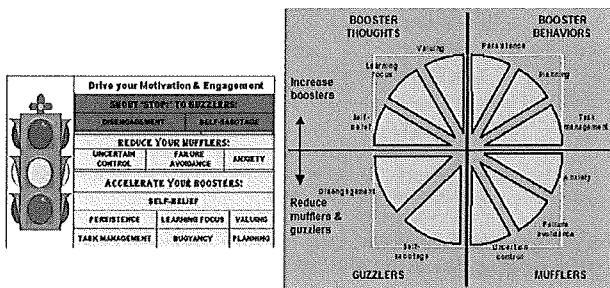 Drive your Motivation & Engagement
SHOUT 'STOP!' TO GUZZLERS:
DISENGAGEMENT SELF-SABOTAGE
REDUCE YOUR MUFFLERS:
UNCERTAIN CONTROL FAILURE AVOIDANCE ANXIETY
ACCELERATE YOUR BOOSTERS:
SELF-BELIEF
PERSISTENCE LEARNING FOCUS VALUING
TASK MANAGEMENT BUOYANCY PLANNING
BOOSTER THOUGHTS
BOOSTER BEHAVIORS
Valuing
Persistence
Learning focus
Planning
Self-belief
Task management
Increase boosters
Reduce mufflers & guzzlers
Disengagement
Anxiety
Self-sabotage
Uncertain control
Failure avoidance
GUZZLERS
MUFFLERS